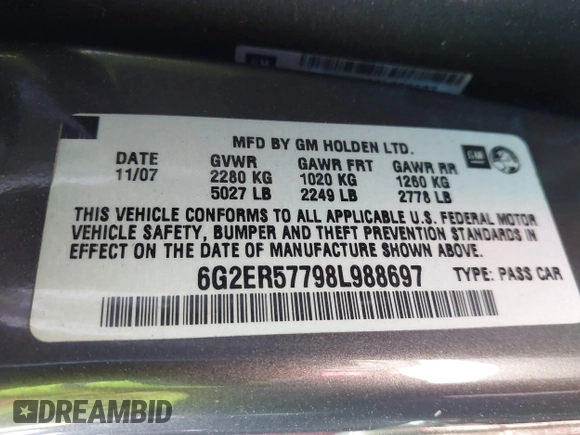 MFD BY GM HOLDEN LTD.
DATE GVWR GAWR FRT GAWR RR
11/07 2280 KG 1020 KG 1260 KG
5027 LB 2249 LB 2778 LB
THIS VEHICLE CONFORMS TO ALL APPLICABLE U.S. FEDERAL MOTOR
VEHICLE SAFETY, BUMPER AND THEFT PREVENTION STANDARDS IN
EFFECT ON THE DATE OF MANUFACTURE SHOWN ABOVE.
6G2ER57798L988697 TYPE: PASS CAR
GM
DREAMBID